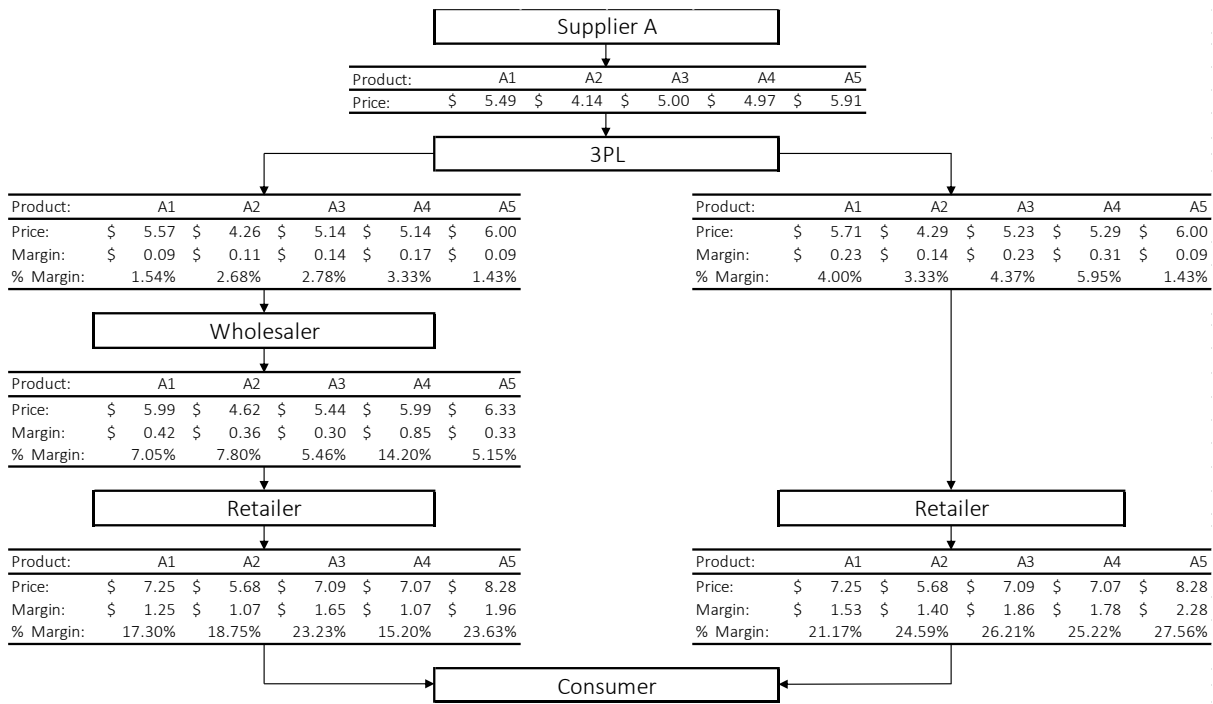 Supplier A
Product: A1 A2 A3 A4 A5
Price: $ 5.49 $ 4.14 $ 5.00 $ 4.97 $ 5.91
3PL
Product: A1 A2 A3 A4 A5
Price: $ 5.57 $ 4.26 $ 5.14 $ 5.14 $ 6.00
Margin: $ 0.09 $ 0.11 $ 0.14 $ 0.17 $ 0.09
% Margin: 1.54% 2.68% 2.78% 3.33% 1.43%
Product: A1 A2 A3 A4 A5
Price: $ 5.71 $ 4.29 $ 5.23 $ 5.29 $ 6.00
Margin: $ 0.23 $ 0.14 $ 0.23 $ 0.31 $ 0.09
% Margin: 4.00% 3.33% 4.37% 5.95% 1.43%
Wholesaler
Product: A1 A2 A3 A4 A5
Price: $ 5.99 $ 4.62 $ 5.44 $ 5.99 $ 6.33
Margin: $ 0.42 $ 0.36 $ 0.30 $ 0.85 $ 0.33
% Margin: 7.05% 7.80% 5.46% 14.20% 5.15%
Retailer
Product: A1 A2 A3 A4 A5
Price: $ 7.25 $ 5.68 $ 7.09 $ 7.07 $ 8.28
Margin: $ 1.25 $ 1.07 $ 1.65 $ 1.07 $ 1.96
% Margin: 17.30% 18.75% 23.23% 15.20% 23.63%
Retailer
Product: A1 A2 A3 A4 A5
Price: $ 7.25 $ 5.68 $ 7.09 $ 7.07 $ 8.28
Margin: $ 1.53 $ 1.40 $ 1.86 $ 1.78 $ 2.28
% Margin: 21.17% 24.59% 26.21% 25.22% 27.56%
Consumer